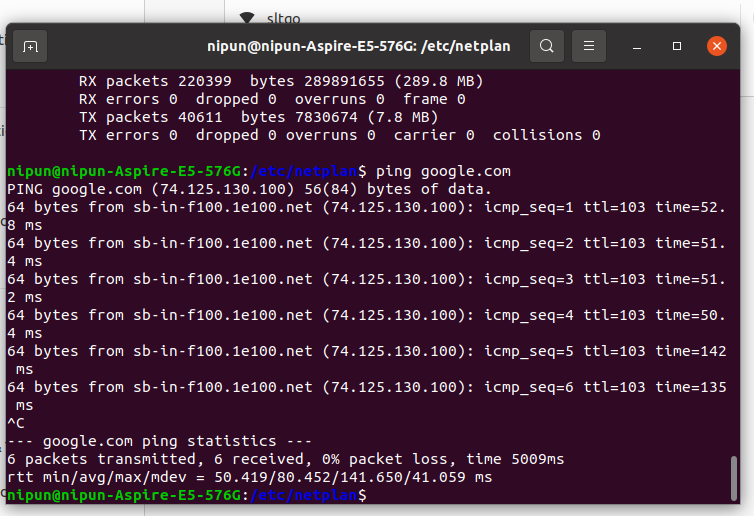 sltgo
nipun@nipun-Aspire-E5-576G: /etc/netplan
RX packets 220399  bytes 289891655 (289.8 MB)
RX errors 0  dropped 0  overruns 0  frame 0
TX packets 40611  bytes 7830674 (7.8 MB)
TX errors 0  dropped 0 overruns 0  carrier 0  collisions 0
nipun@nipun-Aspire-E5-576G:/etc/netplan$ ping google.com
PING google.com (74.125.130.100) 56(84) bytes of data.
64 bytes from sb-in-f100.1e100.net (74.125.130.100): icmp_seq=1 ttl=103 time=52.
8 ms
64 bytes from sb-in-f100.1e100.net (74.125.130.100): icmp_seq=2 ttl=103 time=51.
4 ms
64 bytes from sb-in-f100.1e100.net (74.125.130.100): icmp_seq=3 ttl=103 time=51.
2 ms
64 bytes from sb-in-f100.1e100.net (74.125.130.100): icmp_seq=4 ttl=103 time=50.
4 ms
64 bytes from sb-in-f100.1e100.net (74.125.130.100): icmp_seq=5 ttl=103 time=142
ms
64 bytes from sb-in-f100.1e100.net (74.125.130.100): icmp_seq=6 ttl=103 time=135
ms
^C
--- google.com ping statistics ---
6 packets transmitted, 6 received, 0% packet loss, time 5009ms
rtt min/avg/max/mdev = 50.419/80.452/141.650/41.059 ms
nipun@nipun-Aspire-E5-576G:/etc/netplan$